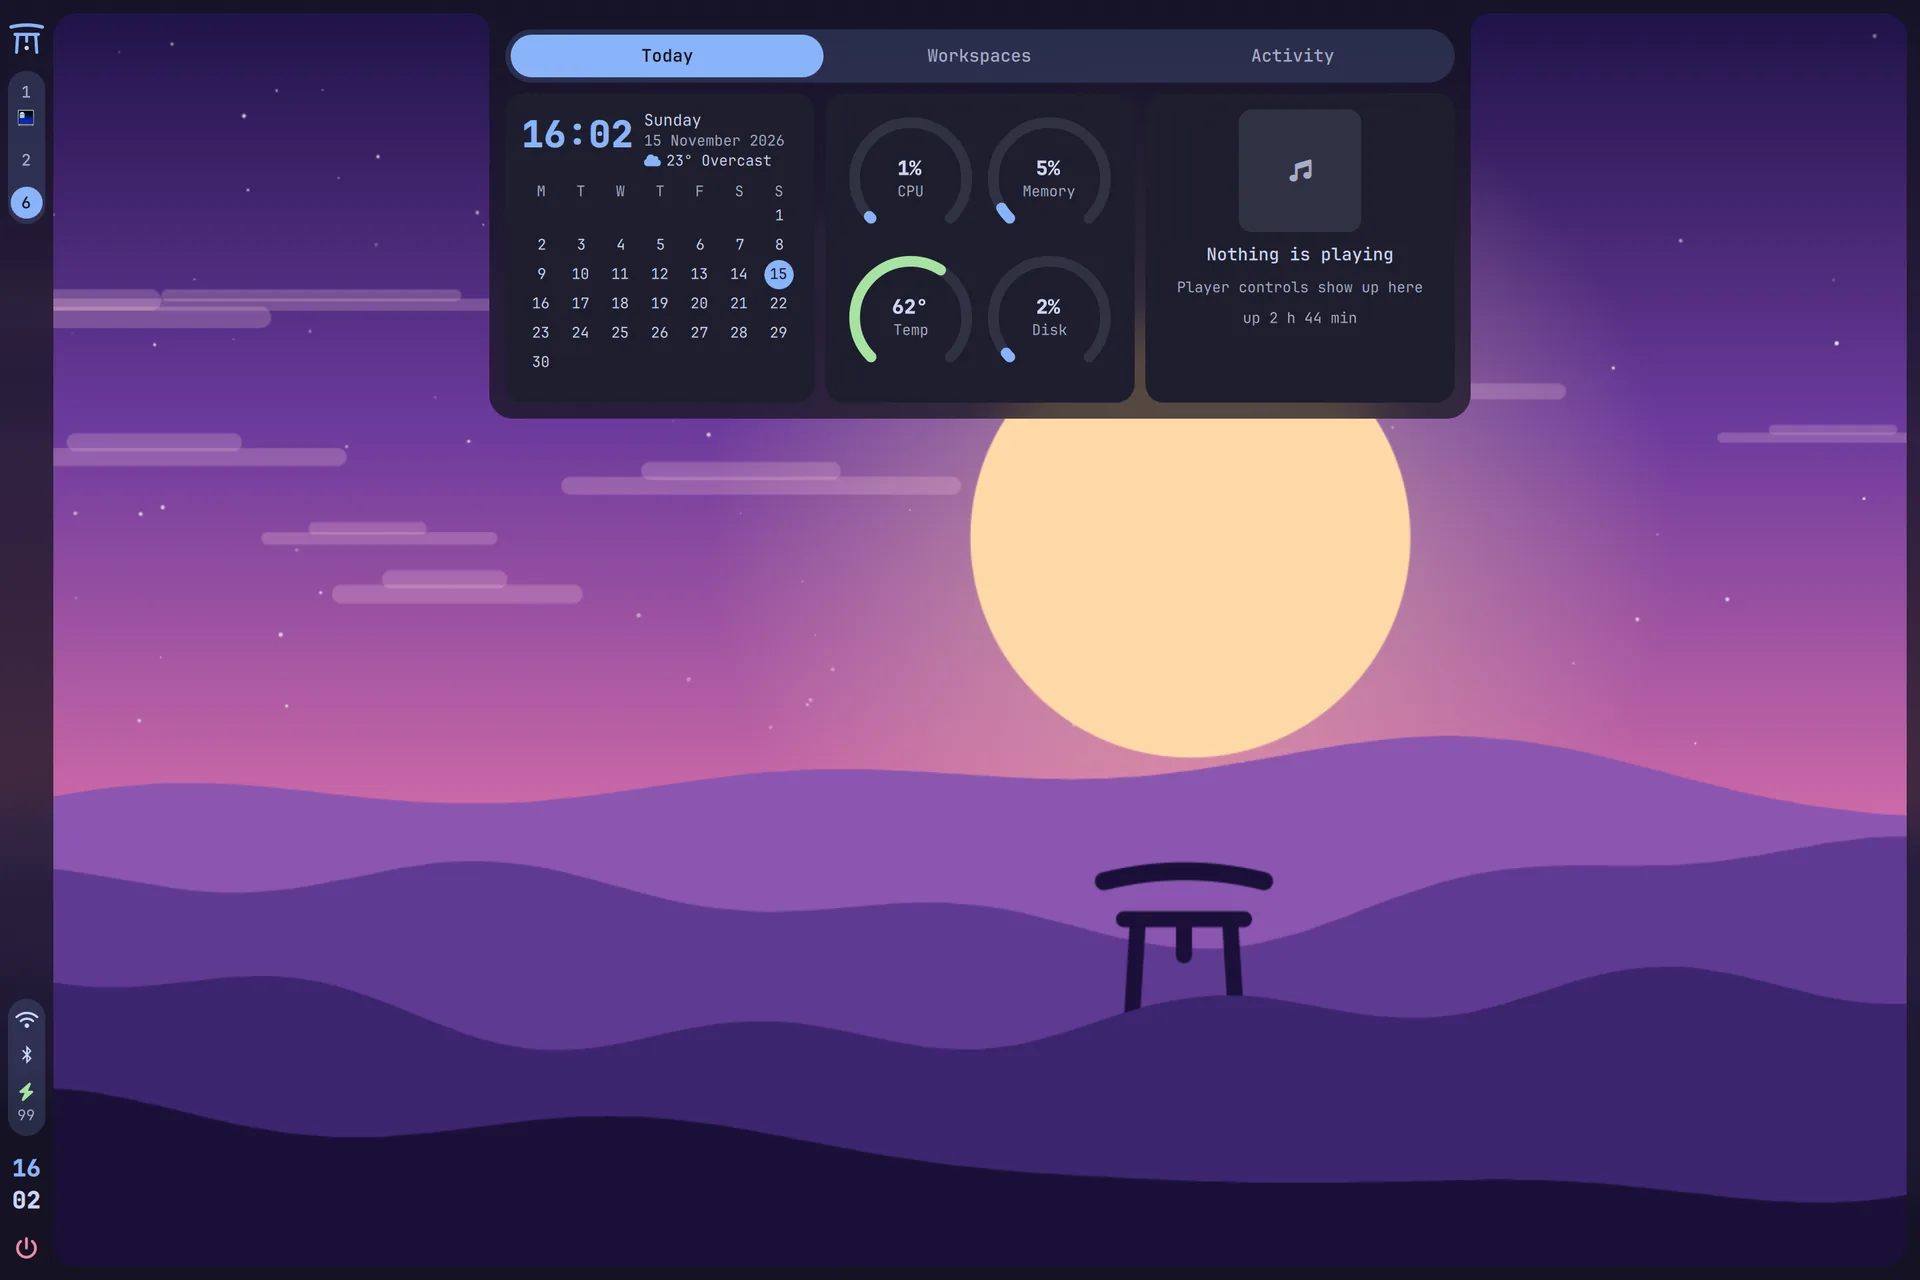 1
2
6
99
16
02
Today Workspaces Activity
16:02
Sunday
15 November 2026
23° Overcast
M T W T F S S
1
2 3 4 5 6 7 8
9 10 11 12 13 14 15
16 17 18 19 20 21 22
23 24 25 26 27 28 29
30
1%
CPU
5%
Memory
62°
Temp
2%
Disk
Nothing is playing
Player controls show up here
up 2 h 44 min